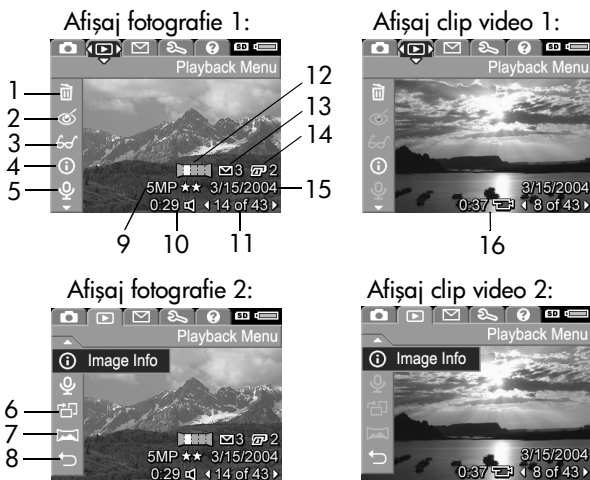 Afișaj fotografie 1:
Afișaj clip video 1:
SD
SD
Playback Menu
Playback Menu
1
2
3
4
5
12
13
14
15
3
2
5MP ★★ 3/15/2004
0:29 14 of 43
3/15/2004
0:37 8 of 43
9
10
11
16
Afișaj fotografie 2:
Afișaj clip video 2:
SD
SD
Playback Menu
Playback Menu
Image Info
Image Info
6
7
8
3
2
5MP ★★ 3/15/2004
0:29 14 of 43
3/15/2004
0:37 8 of 43